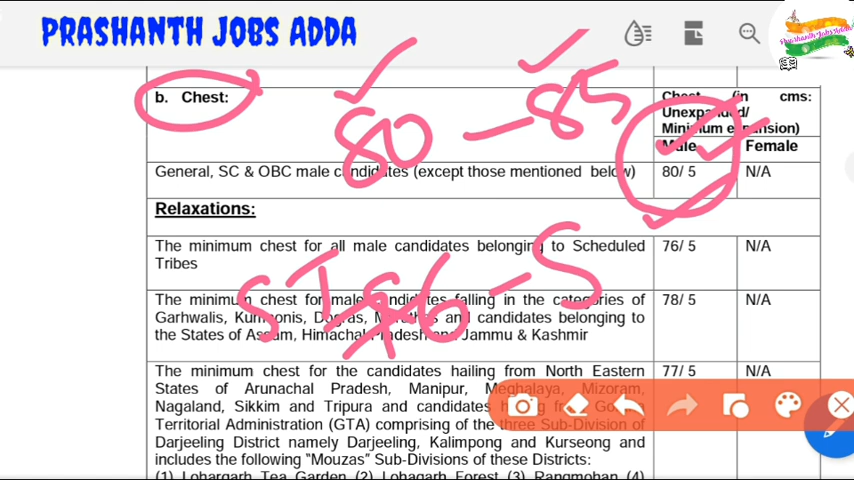 PRASHANTH JOBS ADDA
Prashanth Jobs Adda
b. Chest:
80 - 85
Chest (in cms:
Unexpanded/
Minimum expansion)
Male
Female
General, SC & OBC male candidates (except those mentioned below)
80/ 5
N/A
Relaxations:
The minimum chest for all male candidates belonging to Scheduled
Tribes
76/ 5
N/A
ST 76 - 5
The minimum chest for male candidates falling in the categories of
Garhwalis, Kumaonis, Dogras, Marathas and candidates belonging to
the States of Assam, Himachal Pradesh and Jammu & Kashmir
78/ 5
N/A
The minimum chest for the candidates hailing from North Eastern
States of Arunachal Pradesh, Manipur, Meghalaya, Mizoram,
Nagaland, Sikkim and Tripura and candidates
Territorial Administration (GTA) comprising of the three Sub-Division of
Darjeeling District namely Darjeeling, Kalimpong and Kurseong and
includes the following "Mouzas" Sub-Divisions of these Districts:
(1) Lohargarh Tea Garden (2) Lohagarh Forest (3) Rangmohan (4)
77/ 5
N/A